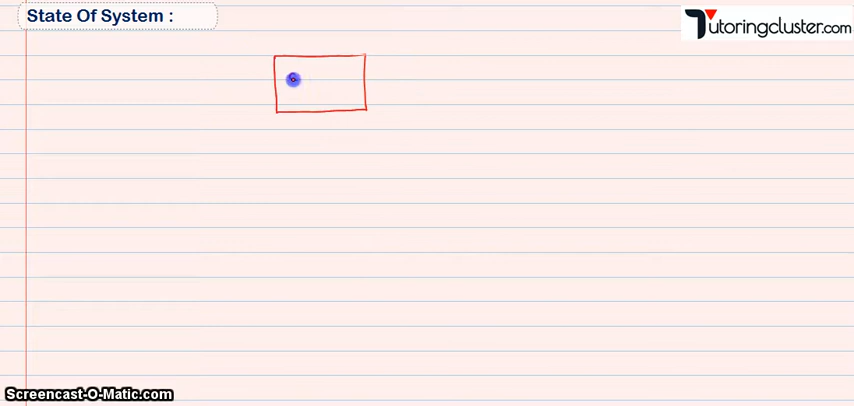 State Of System :
Tutoringcluster.com
Screencast-O-Matic.com